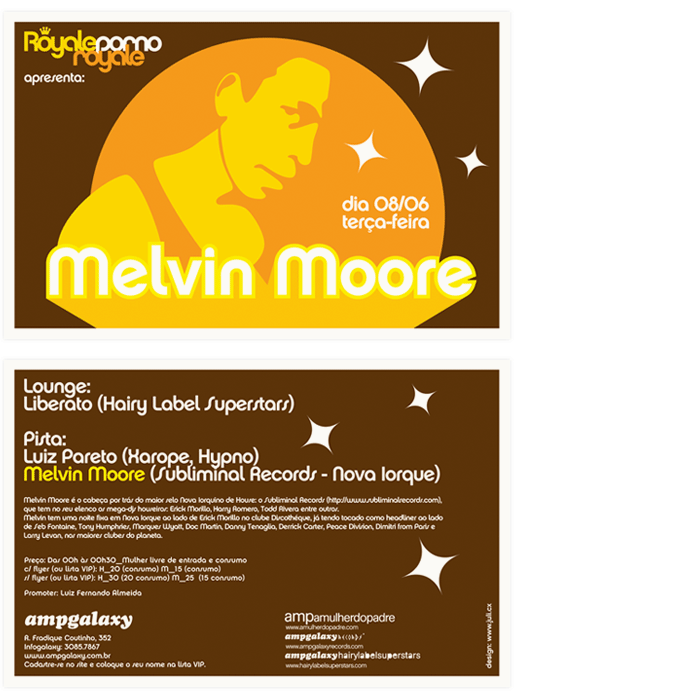 Royaleporno
royale
apresenta:
dia 08/06
terça-feira
Melvin Moore
Lounge:
Liberato (Hairy Label Superstars)
Pista:
Luiz Pareto (Xarope, Hypno)
Melvin Moore (Subliminal Records - Nova Iorque)
Melvin Moore é o cabeça por trás do maior selo Nova Iorquino de House: o Subliminal Records (http://www.subliminalrecords.com),
que tem no seu elenco os mega-djs houseiros: Erick Morillo, Harry Romero, Todd Rivera entre outros.
Melvin tem uma noite fixa em Nova Iorque ao lado de Erick Morillo no clube Discothéque, já tendo tocado como headliner ao lado
de Seb Fontaine, Tony Humphries, Marques Wyatt, Doc Martin, Danny Tenaglia, Derrick Carter, Peace Division, Dimitri from Paris e
Larry Levan, nos maiores clubes do planeta.
Preço: Das 00h às 00h30_Mulher livre de entrada e consumo
c/ flyer (ou lista VIP): H_20 (consumo) M_15 (consumo)
s/ flyer (ou lista VIP): H_30 (20 consumo) M_25 (15 consumo)
Promoter: Luiz Fernando Almeida
ampgalaxy
R. Fradique Coutinho, 352
Infogalaxy: 3085.7867
www.ampgalaxy.com.br
Cadastre-se no site e coloque o seu nome na lista VIP.
ampamulherdopadre
www.amulherdopadre.com
ampgalaxy
www.ampgalaxyrecords.com
ampgalaxyhairylabelsuperstars
www.hairylabelsuperstars.com
design: www.juli.cx